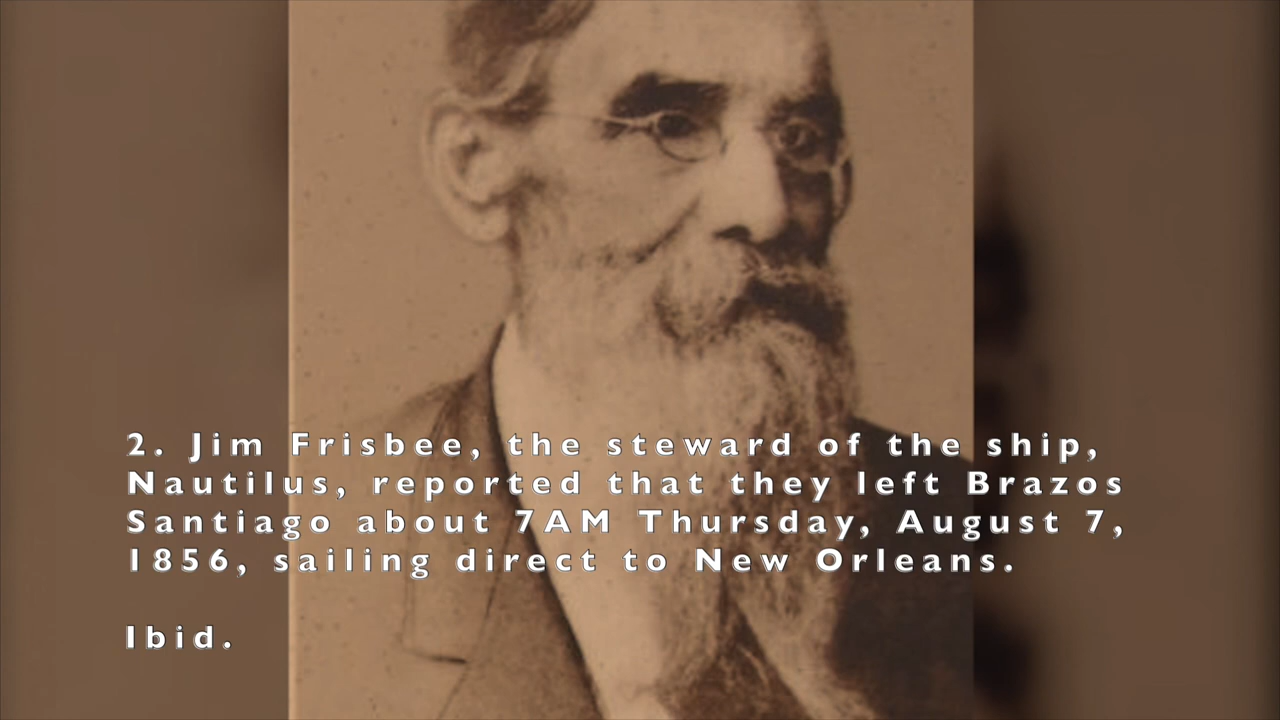 2. Jim Frisbee, the steward of the ship,
Nautilus, reported that they left Brazos
Santiago about 7AM Thursday, August 7,
1856, sailing direct to New Orleans.
Ibid.